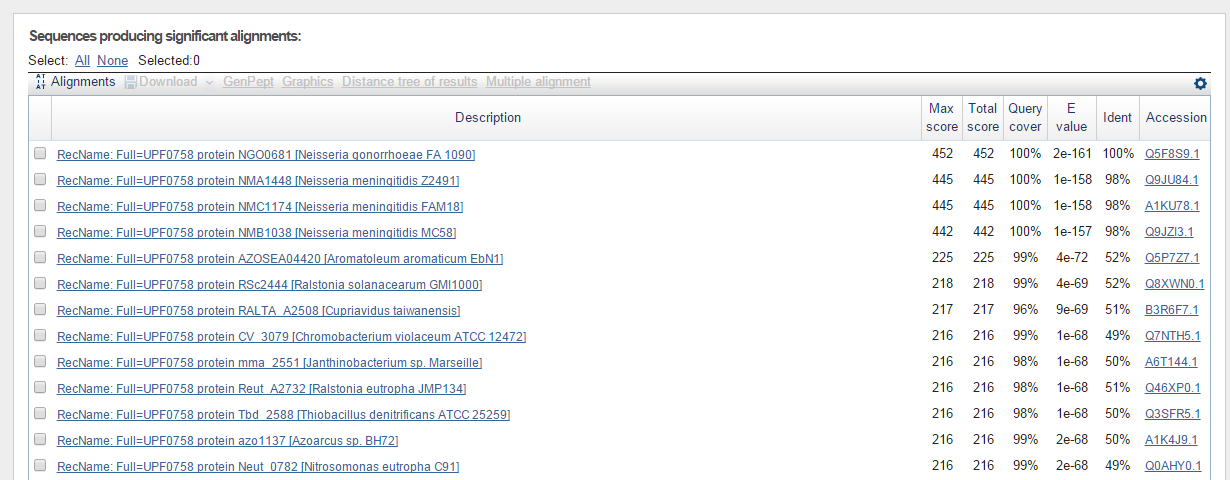 Sequences producing significant alignments:
Select: All None Selected:0
Alignments Download GenPept Graphics Distance tree of results Multiple alignment
Description Max score Total score Query cover E value Ident Accession
RecName: Full=UPF0758 protein NGO0681 [Neisseria gonorrhoeae FA 1090] 452 452 100% 2e-161 100% Q5F8S9.1
RecName: Full=UPF0758 protein NMA1448 [Neisseria meningitidis Z2491] 445 445 100% 1e-158 98% Q9JU84.1
RecName: Full=UPF0758 protein NMC1174 [Neisseria meningitidis FAM18] 445 445 100% 1e-158 98% A1KU78.1
RecName: Full=UPF0758 protein NMB1038 [Neisseria meningitidis MC58] 442 442 100% 1e-157 98% Q9JZI3.1
RecName: Full=UPF0758 protein AZOSEA04420 [Aromatoleum aromaticum EbN1] 225 225 99% 4e-72 52% Q5P7Z7.1
RecName: Full=UPF0758 protein RSc2444 [Ralstonia solanacearum GMI1000] 218 218 99% 4e-69 52% Q8XWN0.1
RecName: Full=UPF0758 protein RALTA_A2508 [Cupriavidus taiwanensis] 217 217 96% 9e-69 51% B3R6F7.1
RecName: Full=UPF0758 protein CV_3079 [Chromobacterium violaceum ATCC 12472] 216 216 99% 1e-68 49% Q7NTH5.1
RecName: Full=UPF0758 protein mma_2551 [Janthinobacterium sp. Marseille] 216 216 98% 1e-68 50% A6T144.1
RecName: Full=UPF0758 protein Reut_A2732 [Ralstonia eutropha JMP134] 216 216 98% 1e-68 51% Q46XP0.1
RecName: Full=UPF0758 protein Tbd_2588 [Thiobacillus denitrificans ATCC 25259] 216 216 98% 1e-68 50% Q3SFR5.1
RecName: Full=UPF0758 protein azo1137 [Azoarcus sp. BH72] 216 216 99% 2e-68 50% A1K4J9.1
RecName: Full=UPF0758 protein Neut_0782 [Nitrosomonas eutropha C91] 216 216 99% 2e-68 49% Q0AHY0.1